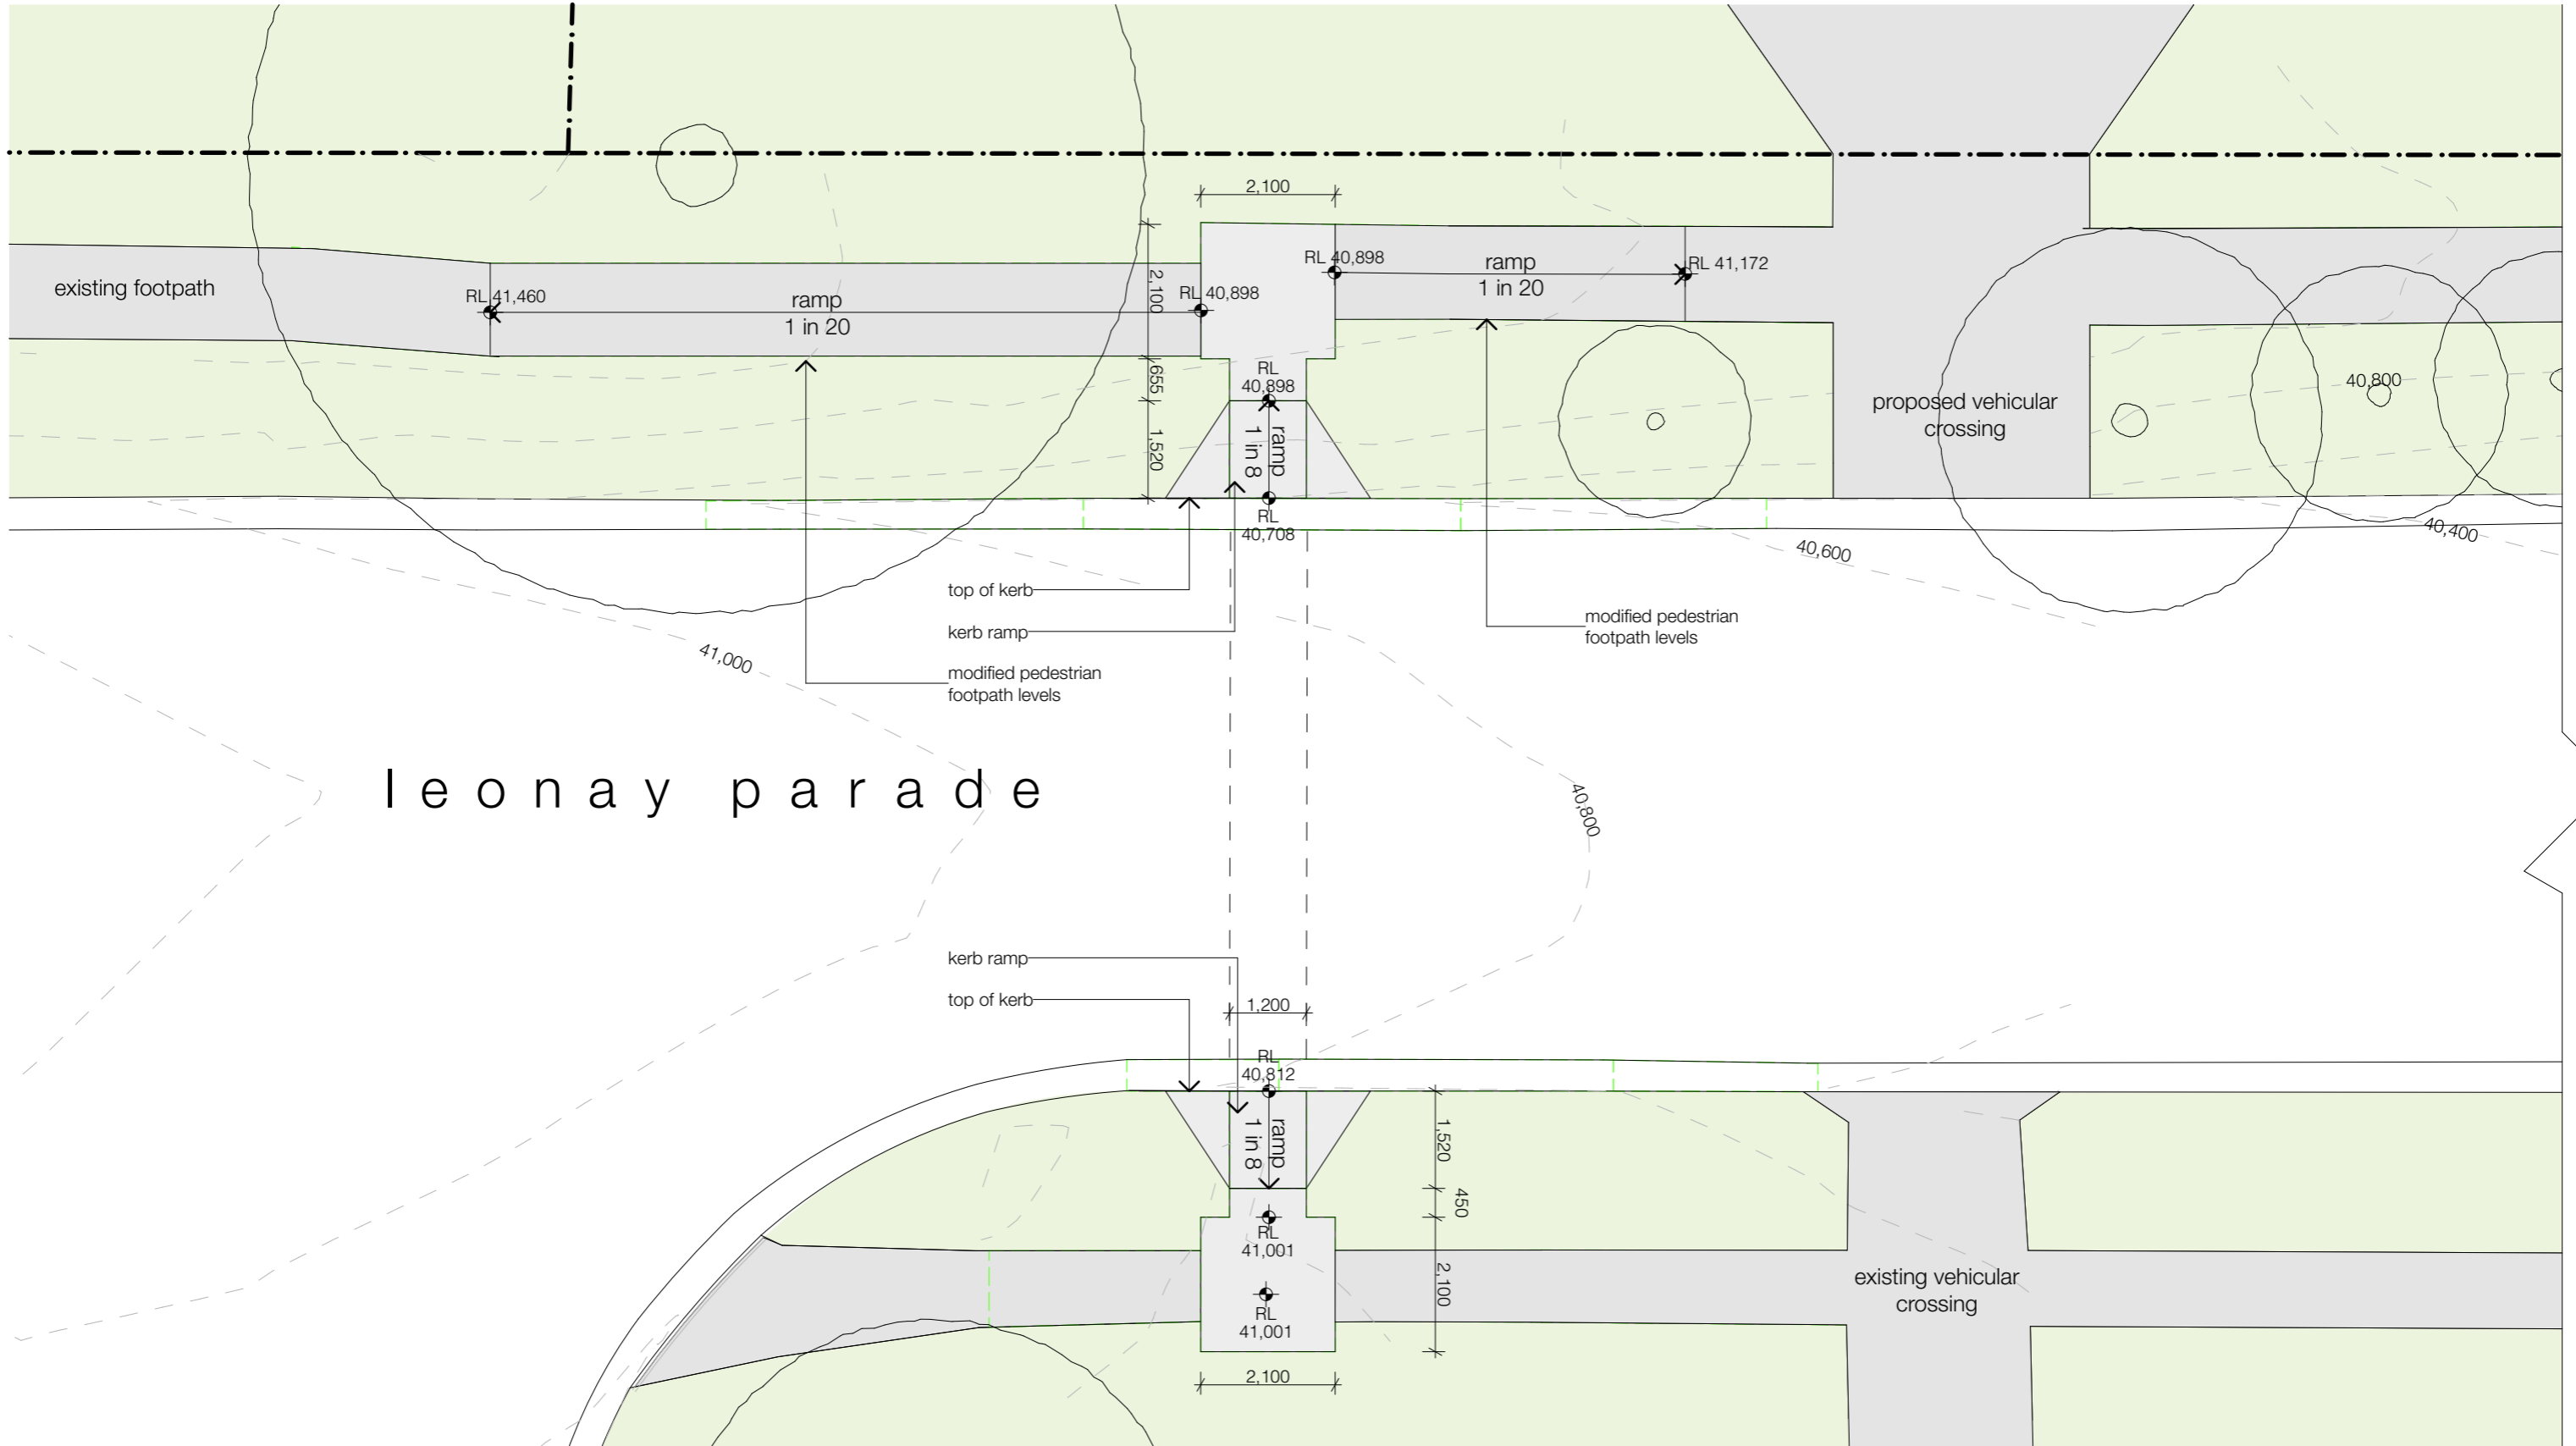 2,100
existing footpath
RL 41,460
ramp
1 in 20
RL 40,898
2,100
RL 40,898
ramp
1 in 20
RL 41,172
655
RL
40,898
1,520
ramp
1 in 8
RL
40,708
proposed vehicular
crossing
40,800
40,400
40,600
top of kerb
kerb ramp
modified pedestrian
footpath levels
modified pedestrian
footpath levels
41,000
leonay parade
40,800
kerb ramp
top of kerb
1,200
RL
40,812
ramp
1 in 8
1,520
450
RL
41,001
2,100
RL
41,001
existing vehicular
crossing
2,100